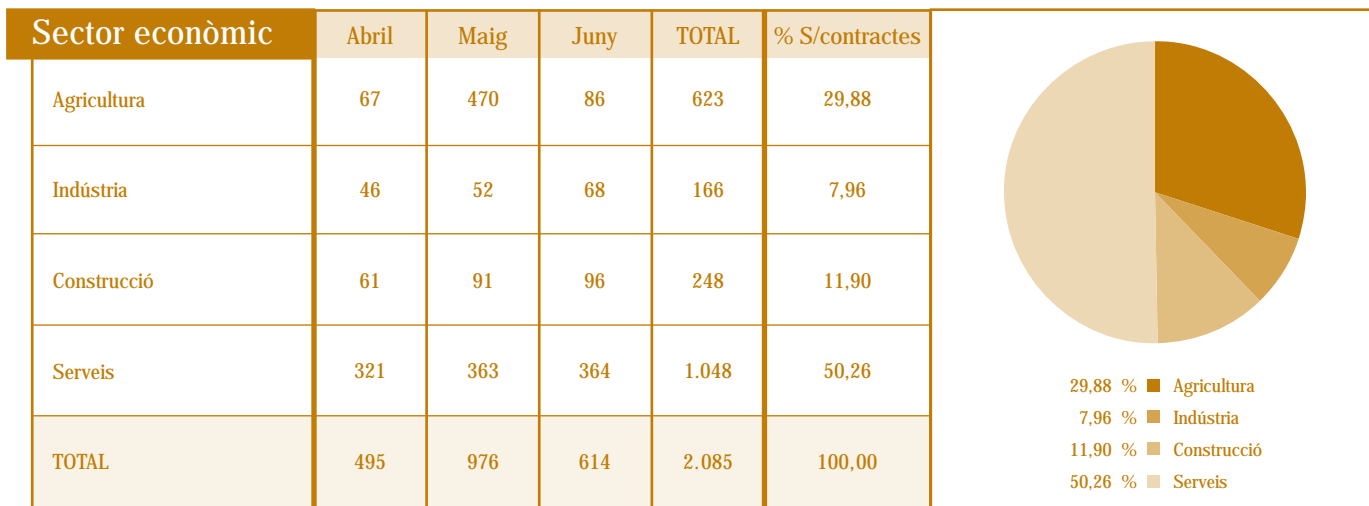 Sector econòmic Abril Maig Juny TOTAL % S/contractes
Agricultura 67 470 86 623 29,88
Indústria 46 52 68 166 7,96
Construcció 61 91 96 248 11,90
Serveis 321 363 364 1.048 50,26
TOTAL 495 976 614 2.085 100,00
29,88 % Agricultura
7,96 % Indústria
11,90 % Construcció
50,26 % Serveis